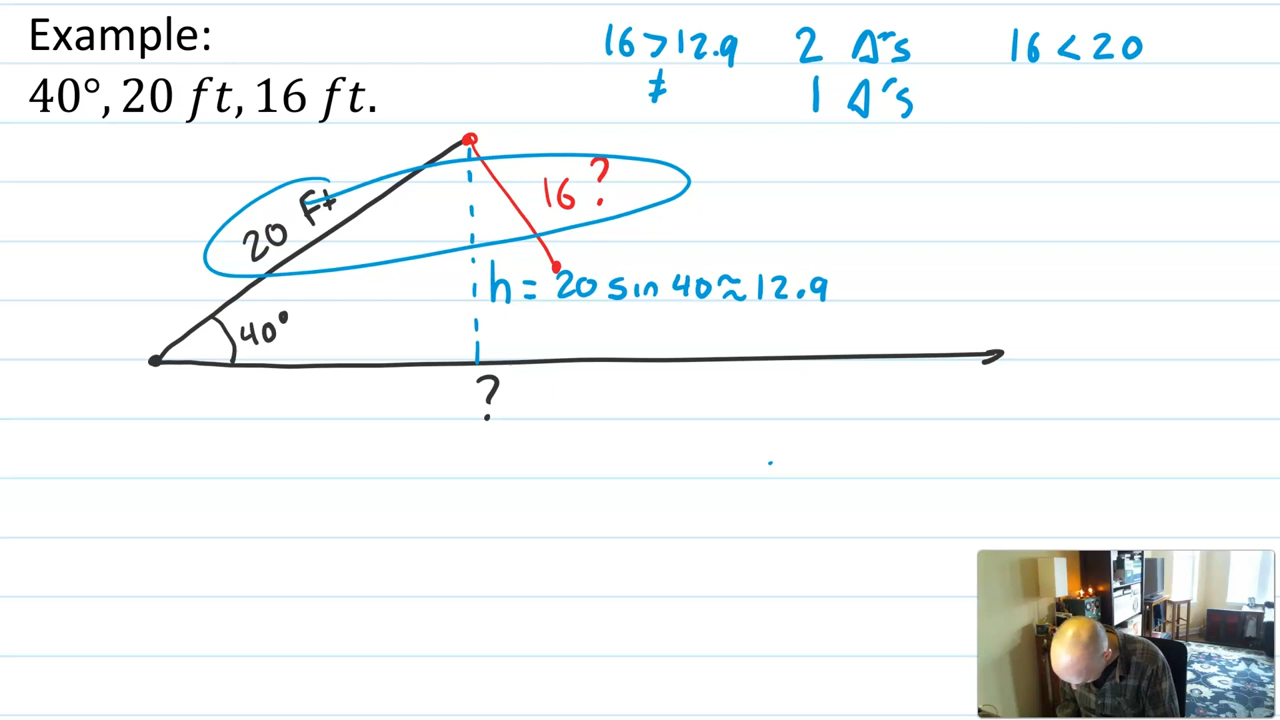 Example:
40°, 20 ft, 16 ft.
16 > 12.9 2 Δ's 16 < 20
≠ 1 Δ's
20 Ft
16 ?
h = 20 sin 40 ≈ 12.9
40°
?